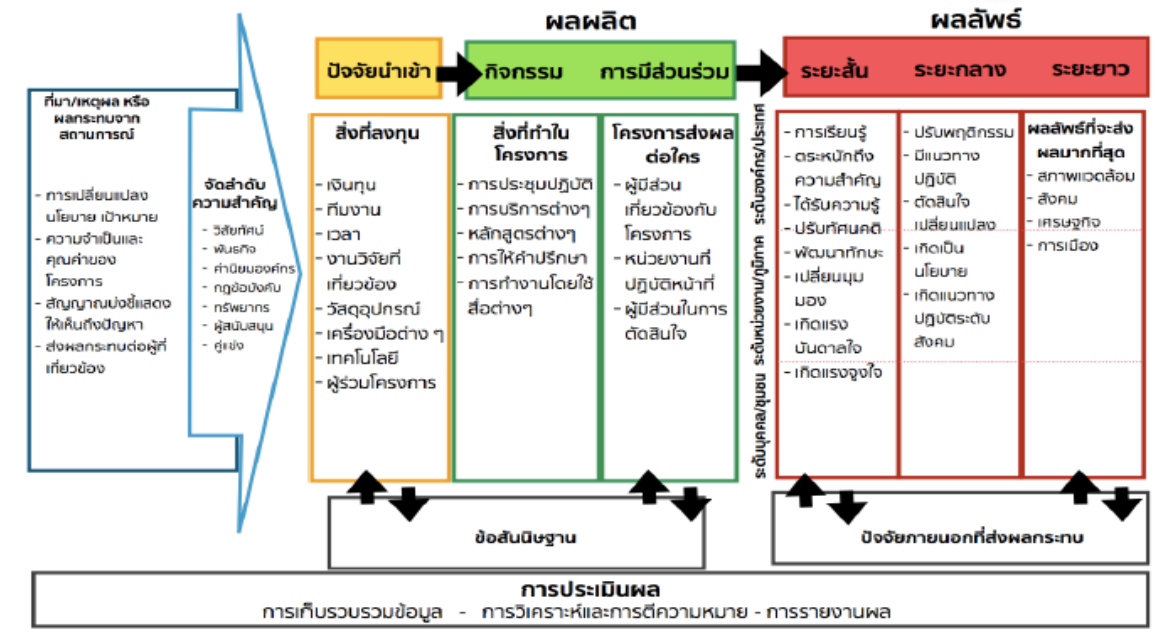 ผลผลิต
ผลลัพธ์
ปัจจัยนำเข้า
กิจกรรม
การมีส่วนร่วม
ระยะสั้น
ระยะกลาง
ระยะยาว
ที่มา/เหตุผล หรือ
ผลกระทบจาก
สถานการณ์
- การเปลี่ยนแปลง
นโยบาย เป้าหมาย
- ความจำเป็นและ
คุณค่าของ
โครงการ
- สัญญาณบ่งชี้แสดง
ให้เห็นถึงปัญหา
- ส่งผลกระทบต่อผู้ที่
เกี่ยวข้อง
จัดลำดับ
ความสำคัญ
- วิสัยทัศน์
- พันธกิจ
- ค่านิยมองค์กร
- กฎข้อบังคับ
- ทรัพยากร
- ผู้สนับสนุน
- คู่แข่ง
สิ่งที่ลงทุน
- เงินทุน
- ทีมงาน
- เวลา
- งานวิจัยที่
เกี่ยวข้อง
- วัสดุอุปกรณ์
- เครื่องมือต่าง ๆ
- เทคโนโลยี
- ผู้ร่วมโครงการ
สิ่งที่ทำใน
โครงการ
- การประชุมปฏิบัติ
- การบริการต่างๆ
- หลักสูตรต่างๆ
- การให้คำปรึกษา
- การทำงานโดยใช้
สื่อต่างๆ
โครงการส่งผล
ต่อใคร
- ผู้มีส่วน
เกี่ยวข้องกับ
โครงการ
- หน่วยงานที่
ปฏิบัติหน้าที่
- ผู้มีส่วนในการ
ตัดสินใจ
ระดับบุคคล/ชุมชน ระดับหน่วยงาน/ภูมิภาค ระดับองค์กร/ประเทศ
- การเรียนรู้
- ตระหนักถึง
ความสำคัญ
- ได้รับความรู้
- ปรับทัศนคติ
- พัฒนาทักษะ
- เปลี่ยนมุม
มอง
- เกิดแรง
บันดาลใจ
- เกิดแรงจูงใจ
- ปรับพฤติกรรม
- มีแนวทาง
ปฏิบัติ
- ตัดสินใจ
เปลี่ยนแปลง
- เกิดเป็น
นโยบาย
- เกิดแนวทาง
ปฏิบัติระดับ
สังคม
ผลลัพธ์ที่จะส่ง
ผลมากที่สุด
- สภาพแวดล้อม
- สังคม
- เศรษฐกิจ
- การเมือง
ข้อสันนิษฐาน
ปัจจัยภายนอกที่ส่งผลกระทบ
การประเมินผล
การเก็บรวบรวมข้อมูล - การวิเคราะห์และการตีความหมาย - การรายงานผล